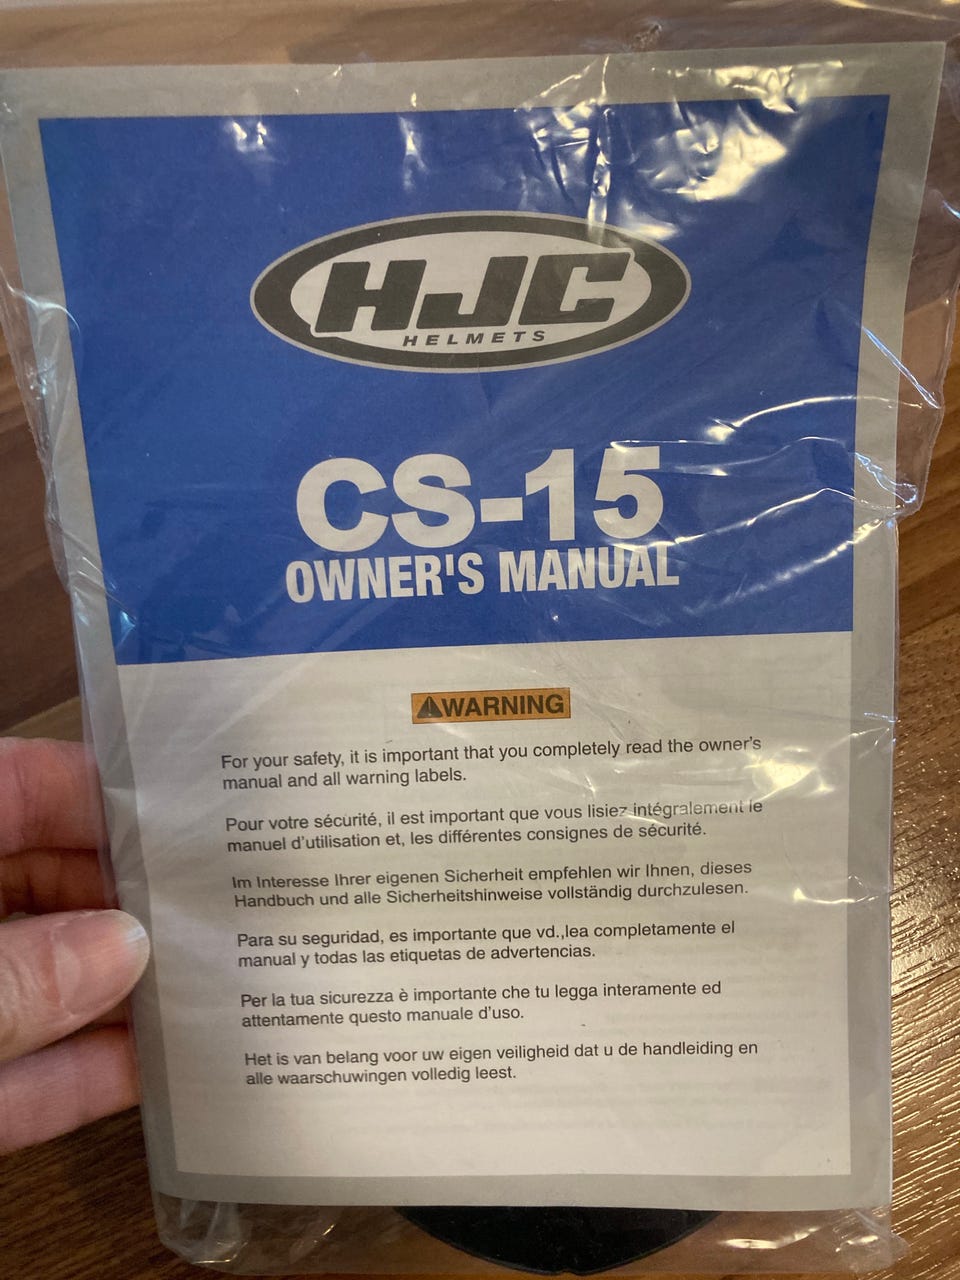 HJC
HELMETS
CS-15
OWNER'S MANUAL
WARNING
For your safety, it is important that you completely read the owner's
manual and all warning labels.
Pour votre sécurité, il est important que vous lisiez intégralement le
manuel d'utilisation et, les différentes consignes de sécurité.
Im Interesse Ihrer eigenen Sicherheit empfehlen wir Ihnen, dieses
Handbuch und alle Sicherheitshinweise vollständig durchzulesen.
Para su seguridad, es importante que vd.,lea completamente el
manual y todas las etiquetas de advertencias.
Per la tua sicurezza è importante che tu legga interamente ed
attentamente questo manuale d'uso.
Het is van belang voor uw eigen veiligheid dat u de handleiding en
alle waarschuwingen volledig leest.